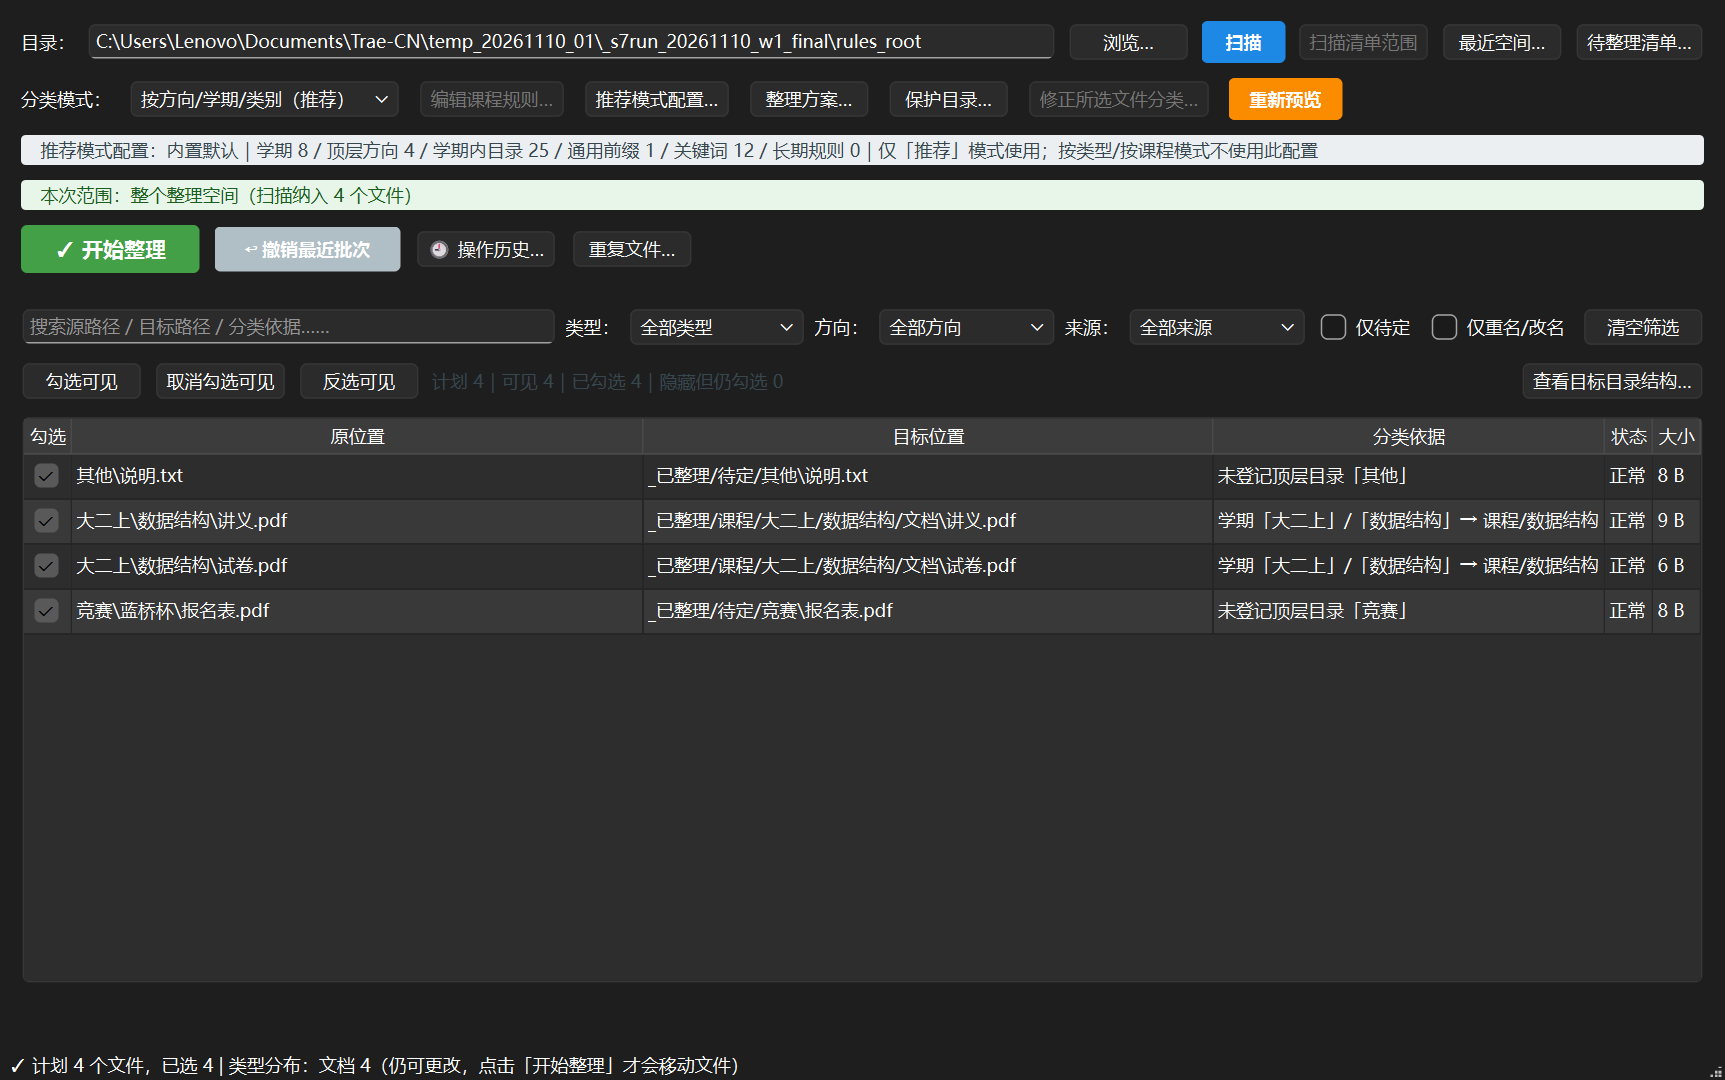 目录： C:\Users\Lenovo\Documents\Trae-CN\temp_20261110_01\_s7run_20261110_w1_final\rules_root 浏览... 扫描 扫描清单范围 最近空间... 待整理清单...
分类模式： 按方向/学期/类别（推荐） 编辑课程规则... 推荐模式配置... 整理方案... 保护目录... 修正所选文件分类... 重新预览
推荐模式配置：内置默认 | 学期 8 / 顶层方向 4 / 学期内目录 25 / 通用前缀 1 / 关键词 12 / 长期规则 0 | 仅「推荐」模式使用；按类型/按课程模式不使用此配置
本次范围：整个整理空间（扫描纳入 4 个文件）
✓ 开始整理 ↩ 撤销最近批次 操作历史... 重复文件...
搜索源路径 / 目标路径 / 分类依据...... 类型： 全部类型 方向： 全部方向 来源： 全部来源 仅待定 仅重名/改名 清空筛选
勾选可见 取消勾选可见 反选可见 计划 4 | 可见 4 | 已勾选 4 | 隐藏但仍勾选 0 查看目标目录结构...
勾选 原位置 目标位置 分类依据 状态 大小
其他\说明.txt _已整理/待定/其他\说明.txt 未登记顶层目录「其他」 正常 8 B
大二上\数据结构\讲义.pdf _已整理/课程/大二上/数据结构/文档\讲义.pdf 学期「大二上」/「数据结构」→ 课程/数据结构 正常 9 B
大二上\数据结构\试卷.pdf _已整理/课程/大二上/数据结构/文档\试卷.pdf 学期「大二上」/「数据结构」→ 课程/数据结构 正常 6 B
竞赛\蓝桥杯\报名表.pdf _已整理/待定/竞赛\报名表.pdf 未登记顶层目录「竞赛」 正常 8 B
✓ 计划 4 个文件，已选 4 | 类型分布：文档 4（仍可更改，点击「开始整理」才会移动文件）